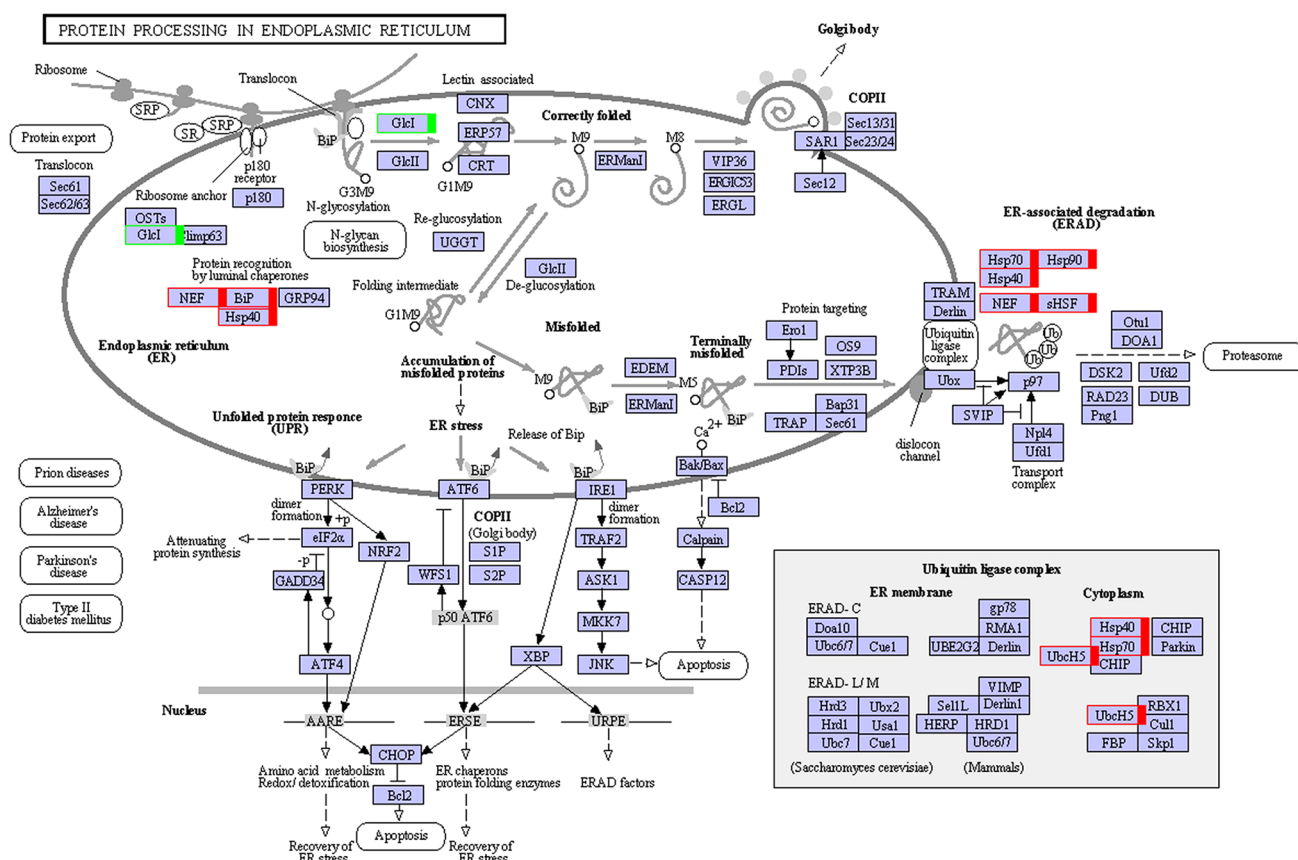 PROTEIN PROCESSING IN ENDOPLASMIC RETICULUM
Golgi body
Ribosome
Translocon
Lectin associated
SRP
CNX
COPII
GlcI
Correctly folded
Sec13/31
SR
SRP
BiP
ERP57
M9
M8
SAR1
Sec23/24
Protein export
GlcII
CRT
ERManI
VIP36
Translocon
p180
receptor
G3M9
G1M9
ERGIC53
Sec12
Sec61
Ribosome anchor
p180
N-glycosylation
ERGL
Sec62/63
OSTs
Re-glucosylation
ER-associated degradation
(ERAD)
GlcI
Climp63
N-glycan
biosynthesis
UGGT
Protein recognition
by luminal chaperones
GlcII
De-glucosylation
Hsp70
Hsp90
Hsp40
NEF
BiP
GRP94
Folding intermediate
TRAM
NEF
sHSF
Hsp40
G1M9
Protein targeting
Derlin
Ero1
Ubiquitin
ligase
complex
Ub
Ub
Ub
Otu1
DOA1
Endoplasmic reticulum
(ER)
Misfolded
Terminally
misfolded
OS9
Proteasome
Accumulation of
misfolded proteins
M9
EDEM
M5
PDIs
XTP3B
Ubx
p97
DSK2
Ufd2
BiP
ERManI
BiP
Bap31
SVIP
RAD23
DUB
Unfolded protein responce
(UPR)
ER stress
Release of Bip
Ca2+
TRAP
Sec61
Png1
dislocon
channel
Npl4
Ufd1
Transport
complex
Prion diseases
BiP
BiP
BiP
Bak/Bax
PERK
ATF6
IRE1
Alzheimer's
disease
dimer
formation
+p
COPII
(Golgi body)
dimer
formation
Bcl2
Attenuating
protein synthesis
eIF2α
NRF2
S1P
TRAF2
Calpain
Parkinson's
disease
-p
GADD34
WFS1
S2P
ASK1
CASP12
Type II
diabetes mellitus
p50 ATF6
MKK7
ATF4
XBP
JNK
Apoptosis
Nucleus
AARE
ERSE
URPE
CHOP
Amino acid metabolism
Redox/detoxification
ER chaperons
protein folding enzymes
ERAD factors
Bcl2
Apoptosis
Recovery of
ER stress
Recovery of
ER stress
Ubiquitin ligase complex
ER membrane
Cytoplasm
ERAD-C
gp78
Hsp40
CHIP
Doa10
RMA1
Hsp70
Parkin
Ubc6/7
Cue1
UBE2G2
Derlin
UbcH5
CHIP
ERAD-L/M
VIMP
Hrd3
Ubx2
Sel1L
Derlin1
RBX1
Hrd1
Usa1
HERP
HRD1
UbcH5
Cul1
Ubc7
Cue1
Ubc6/7
FBP
Skp1
(Saccharomyces cerevisiae)
(Mammals)